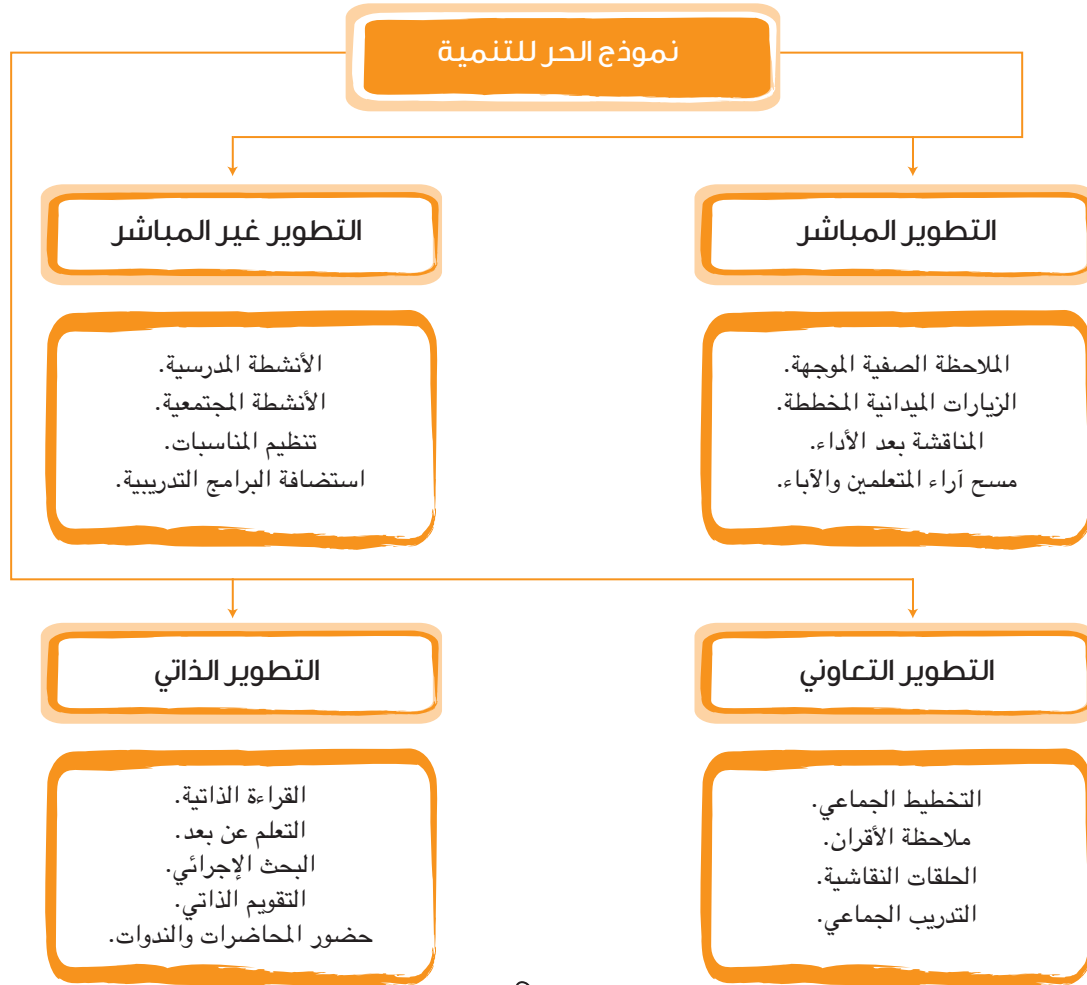 نموذج الحر للتنمية
التطوير المباشر
الملاحظة الصفية الموجهة.
الزيارات الميدانية المخططة.
المناقشة بعد الأداء.
مسح آراء المتعلمين والآباء.
التطوير غير المباشر
الأنشطة المدرسية.
الأنشطة المجتمعية.
تنظيم المناسبات.
استضافة البرامج التدريبية.
التطوير التعاوني
التخطيط الجماعي.
ملاحظة الأقران.
الحلقات النقاشية.
التدريب الجماعي.
التطوير الذاتي
القراءة الذاتية.
التعلم عن بعد.
البحث الإجرائي.
التقويم الذاتي.
حضور المحاضرات والندوات.